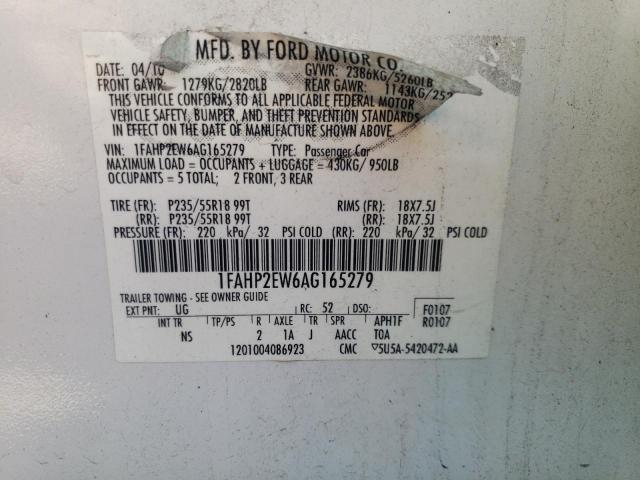 MFD. BY FORD MOTOR CO.
DATE: 04/10 GVWR: 2386KG/5260LB
FRONT GAWR: 1279KG/2820LB REAR GAWR: 1143KG/252
THIS VEHICLE CONFORMS TO ALL APPLICABLE FEDERAL MOTOR
VEHICLE SAFETY, BUMPER, AND THEFT PREVENTION STANDARDS
IN EFFECT ON THE DATE OF MANUFACTURE SHOWN ABOVE.
VIN: 1FAHP2EW6AG165279 TYPE: Passenger Car
MAXIMUM LOAD = OCCUPANTS + LUGGAGE = 430KG/ 950LB
OCCUPANTS = 5 TOTAL; 2 FRONT, 3 REAR
TIRE (FR): P235/55R18 99T RIMS (FR): 18X7.5J
(RR): P235/55R18 99T (RR): 18X7.5J
PRESSURE (FR): 220 kPa/ 32 PSI COLD (RR): 220 kPa/ 32 PSI COLD
1FAHP2EW6AG165279
TRAILER TOWING - SEE OWNER GUIDE
EXT PNT: UG RC: 52 DSO: F0107
R0107
INT TR TP/PS R AXLE TR SPR APH1F
NS 2 1A J AACC TOA
1201004086923 CMC 5U5A-5420472-AA